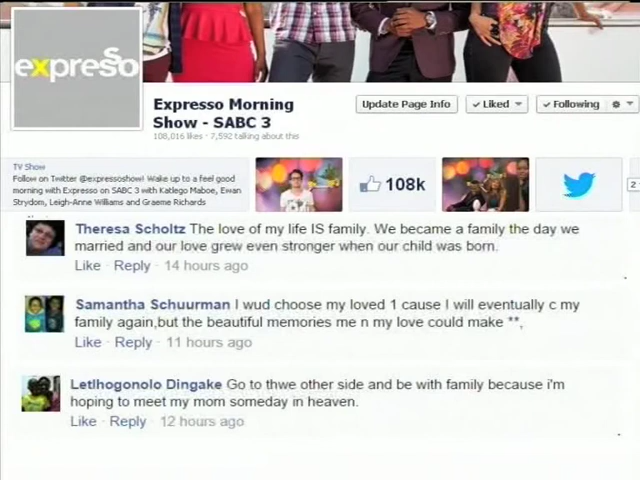 expresso
Expresso Morning
Show - SABC 3
Update Page Info
Liked
Following
108,016 likes · 7,592 talking about this
TV Show
Follow on Twitter @expressoshow! Wake up to a feel good
morning with Expresso on SABC 3 with Katlego Maboe, Ewan
Strydom, Leigh-Anne Williams and Graeme Richards
108k
2
Theresa Scholtz The love of my life IS family. We became a family the day we
married and our love grew even stronger when our child was born.
Like · Reply · 14 hours ago
Samantha Schuurman I wud choose my loved 1 cause I will eventually c my
family again,but the beautiful memories me n my love could make **,
Like · Reply · 11 hours ago
Letlhogonolo Dingake Go to thwe other side and be with family because i'm
hoping to meet my mom someday in heaven.
Like · Reply · 12 hours ago